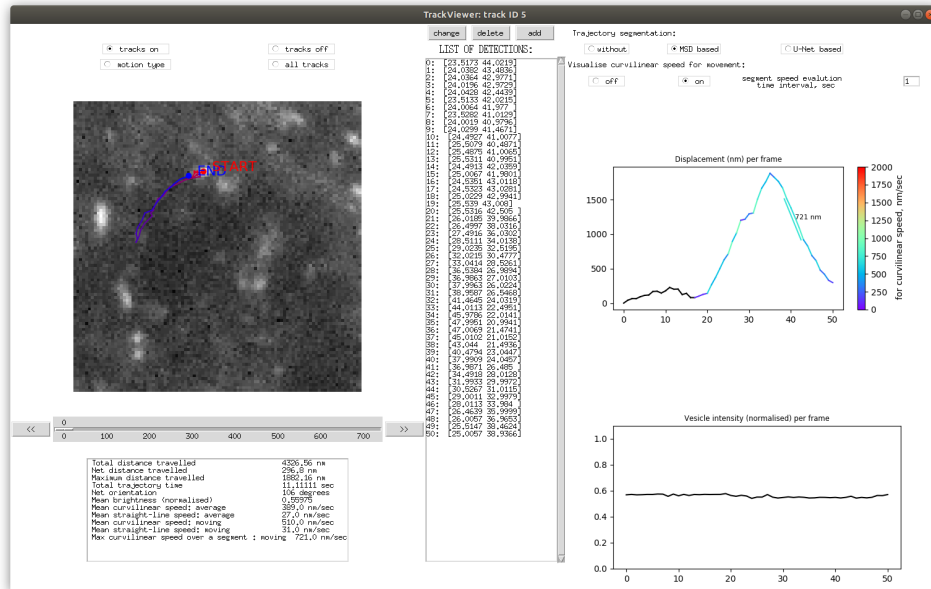 TrackViewer: track ID 5
tracks on
tracks off
motion type
all tracks
START
END
<<
0
>>
0 100 200 300 400 500 600 700
Total distance travelled 4326.56 nm
Net distance travelled 296.8 nm
Maximum distance travelled 1882.16 nm
Total trajectory time 11.11111 sec
Net orientation 106 degrees
Mean brightness (normalised) 0.55975
Mean curvilinear speed: average 389.0 nm/sec
Mean straight-line speed: average 27.0 nm/sec
Mean curvilinear speed: moving 510.0 nm/sec
Mean straight-line speed: moving 31.0 nm/sec
Max curvilinear speed over a segment : moving 721.0 nm/sec
change delete add
LIST OF DETECTIONS:
0: [23.5173 44.0219]
1: [24.0382 43.4836]
2: [24.0364 42.9771]
3: [24.0196 42.9729]
4: [24.0428 42.4439]
5: [23.5133 42.0215]
6: [24.0064 41.977 ]
7: [23.5282 41.0129]
8: [24.0019 40.9796]
9: [24.0299 41.4671]
10: [24.4927 41.0077]
11: [25.5079 40.4871]
12: [25.4875 41.0065]
13: [25.5311 40.9951]
14: [24.4913 42.0359]
15: [25.0067 41.9801]
16: [24.5351 43.0118]
17: [24.5323 43.0281]
18: [25.0229 42.9941]
19: [25.539 43.008]
20: [25.5316 42.505 ]
21: [26.0185 39.9866]
22: [26.4997 38.0316]
23: [27.4916 36.0302]
24: [28.5111 34.0138]
25: [29.0235 32.5195]
26: [32.0215 30.4777]
27: [33.0414 28.5261]
28: [36.5384 26.9894]
29: [36.9863 27.0103]
30: [37.9963 26.0224]
31: [38.9587 26.5468]
32: [41.4645 24.0319]
33: [44.0113 22.4951]
34: [45.9786 22.0141]
35: [47.9951 20.9941]
36: [47.0069 21.4741]
37: [45.0102 21.0152]
38: [43.044 21.4936]
39: [40.4794 23.0447]
40: [37.9909 24.0457]
41: [36.9871 26.485 ]
42: [34.4918 28.0128]
43: [31.9933 29.9972]
44: [30.5267 31.0115]
45: [29.0011 32.9979]
46: [28.0113 33.984 ]
47: [26.4639 35.9999]
48: [26.0057 36.9653]
49: [25.5147 38.4624]
50: [25.0057 38.9366]
Trajectory segmentation:
without
MSD based
U-Net based
Visualise curvilinear speed for movement:
off
on
segment speed evalution
time interval, sec
1
Displacement (nm) per frame
1500
1000
500
0
721 nm
0 10 20 30 40 50
2000
1750
1500
1250
1000
750
500
250
0
for curvilinear speed, nm/sec
Vesicle intensity (normalised) per frame
1.0
0.8
0.6
0.4
0.2
0.0
0 10 20 30 40 50